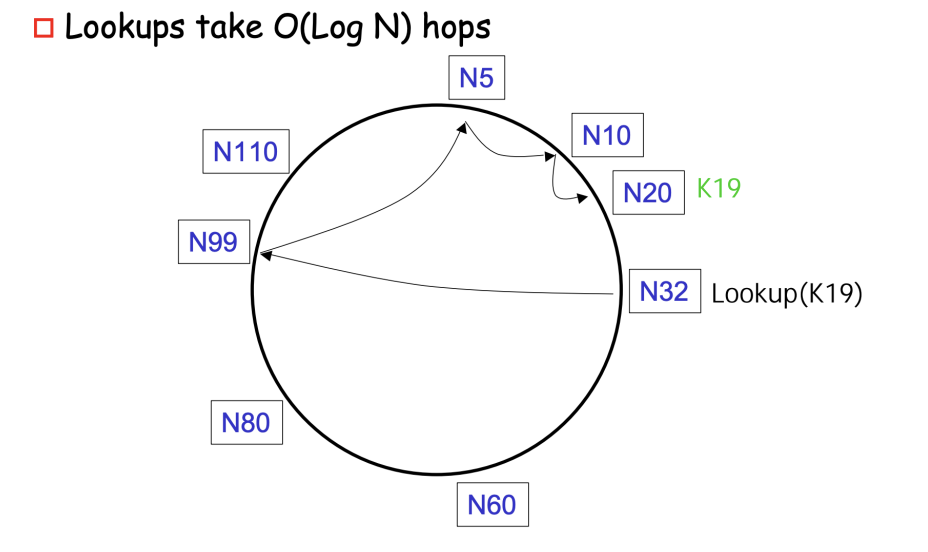 Lookups take O(Log N) hops
N5
N10
N110
N20 K19
N99
N32 Lookup(K19)
N80
N60